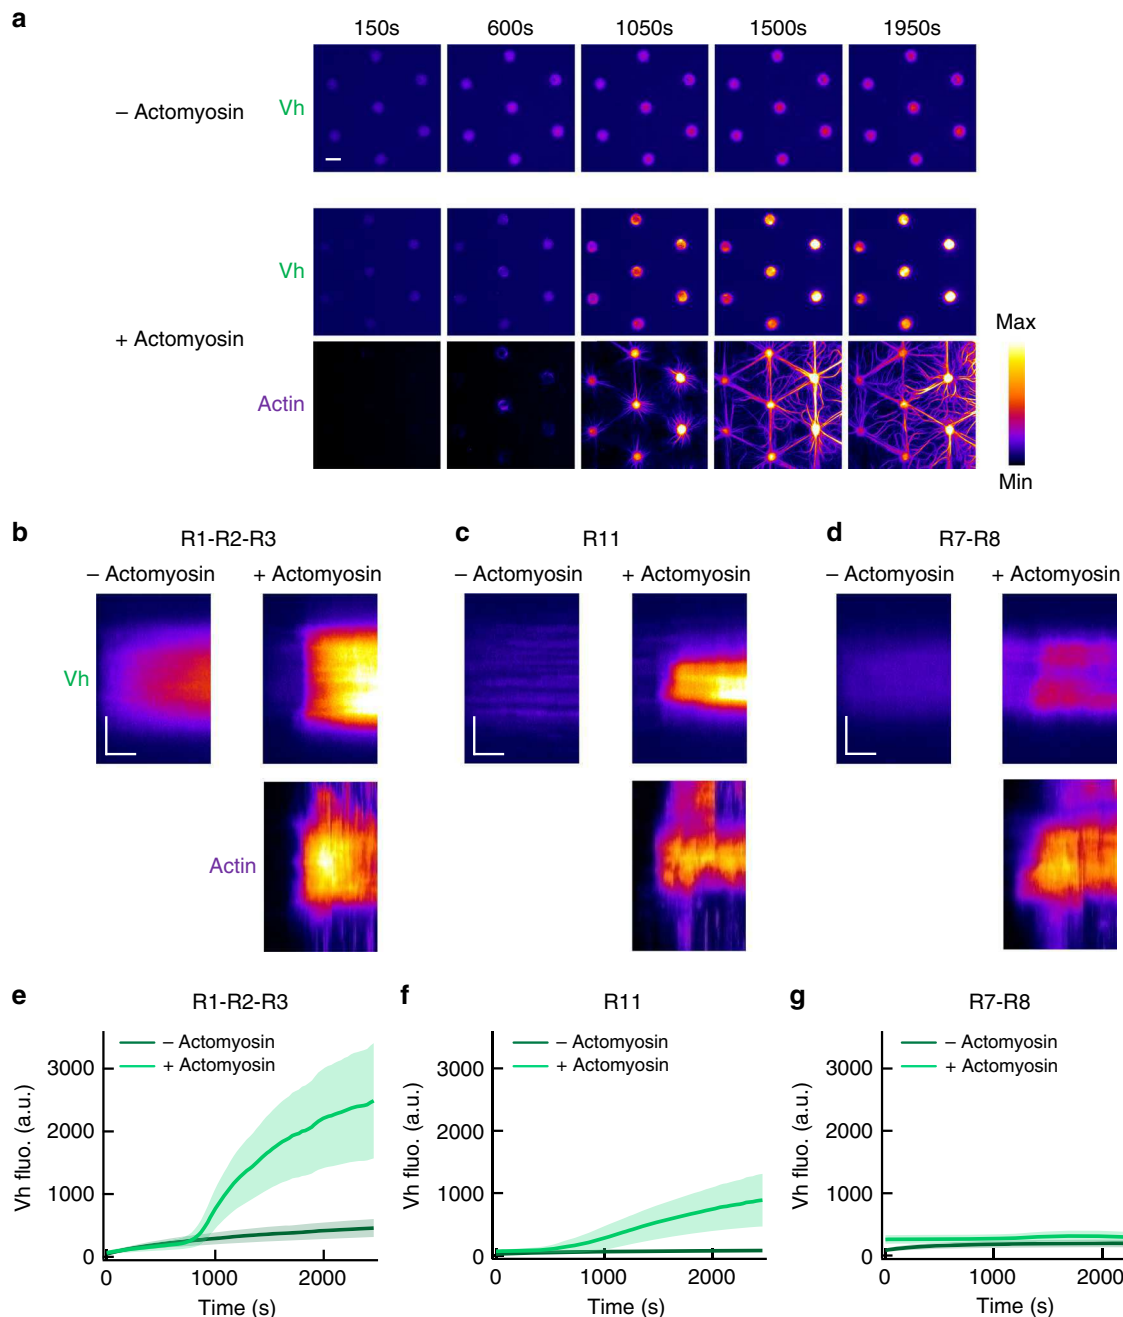 a
150s 600s 1050s 1500s 1950s
– Actomyosin
Vh
+ Actomyosin
Vh
Actin
Max
Min
b
R1-R2-R3
– Actomyosin + Actomyosin
Vh
Actin
c
R11
– Actomyosin + Actomyosin
d
R7-R8
– Actomyosin + Actomyosin
e
R1-R2-R3
– Actomyosin
+ Actomyosin
Vh fluo. (a.u.)
3000
2000
1000
0
0 1000 2000
Time (s)
f
R11
– Actomyosin
+ Actomyosin
Vh fluo. (a.u.)
3000
2000
1000
0
0 1000 2000
Time (s)
g
R7-R8
– Actomyosin
+ Actomyosin
Vh fluo. (a.u.)
3000
2000
1000
0
0 1000 2000
Time (s)